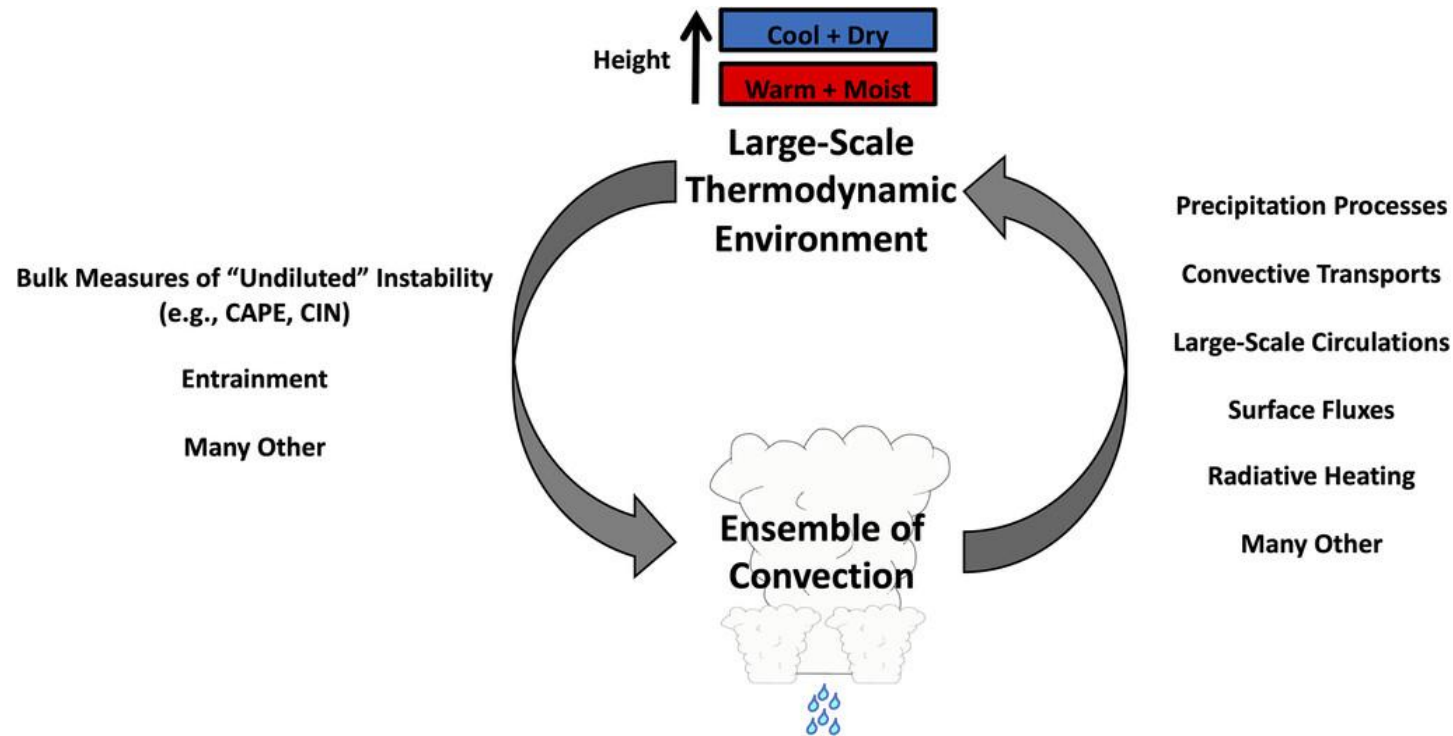 Cool + Dry
Height
Warm + Moist
Large-Scale
Thermodynamic
Environment
Bulk Measures of “Undiluted” Instability
(e.g., CAPE, CIN)
Entrainment
Many Other
Precipitation Processes
Convective Transports
Large-Scale Circulations
Surface Fluxes
Radiative Heating
Many Other
Ensemble of
Convection